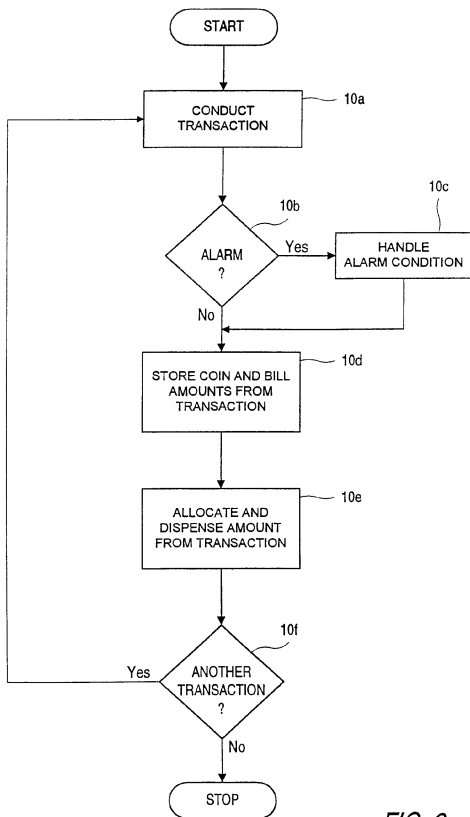 START
CONDUCT
TRANSACTION
10a
10b
ALARM
?
Yes
10c
HANDLE
ALARM CONDITION
No
10d
STORE COIN AND BILL
AMOUNTS FROM
TRANSACTION
10e
ALLOCATE AND
DISPENSE AMOUNT
FROM TRANSACTION
10f
Yes
ANOTHER
TRANSACTION
?
No
STOP